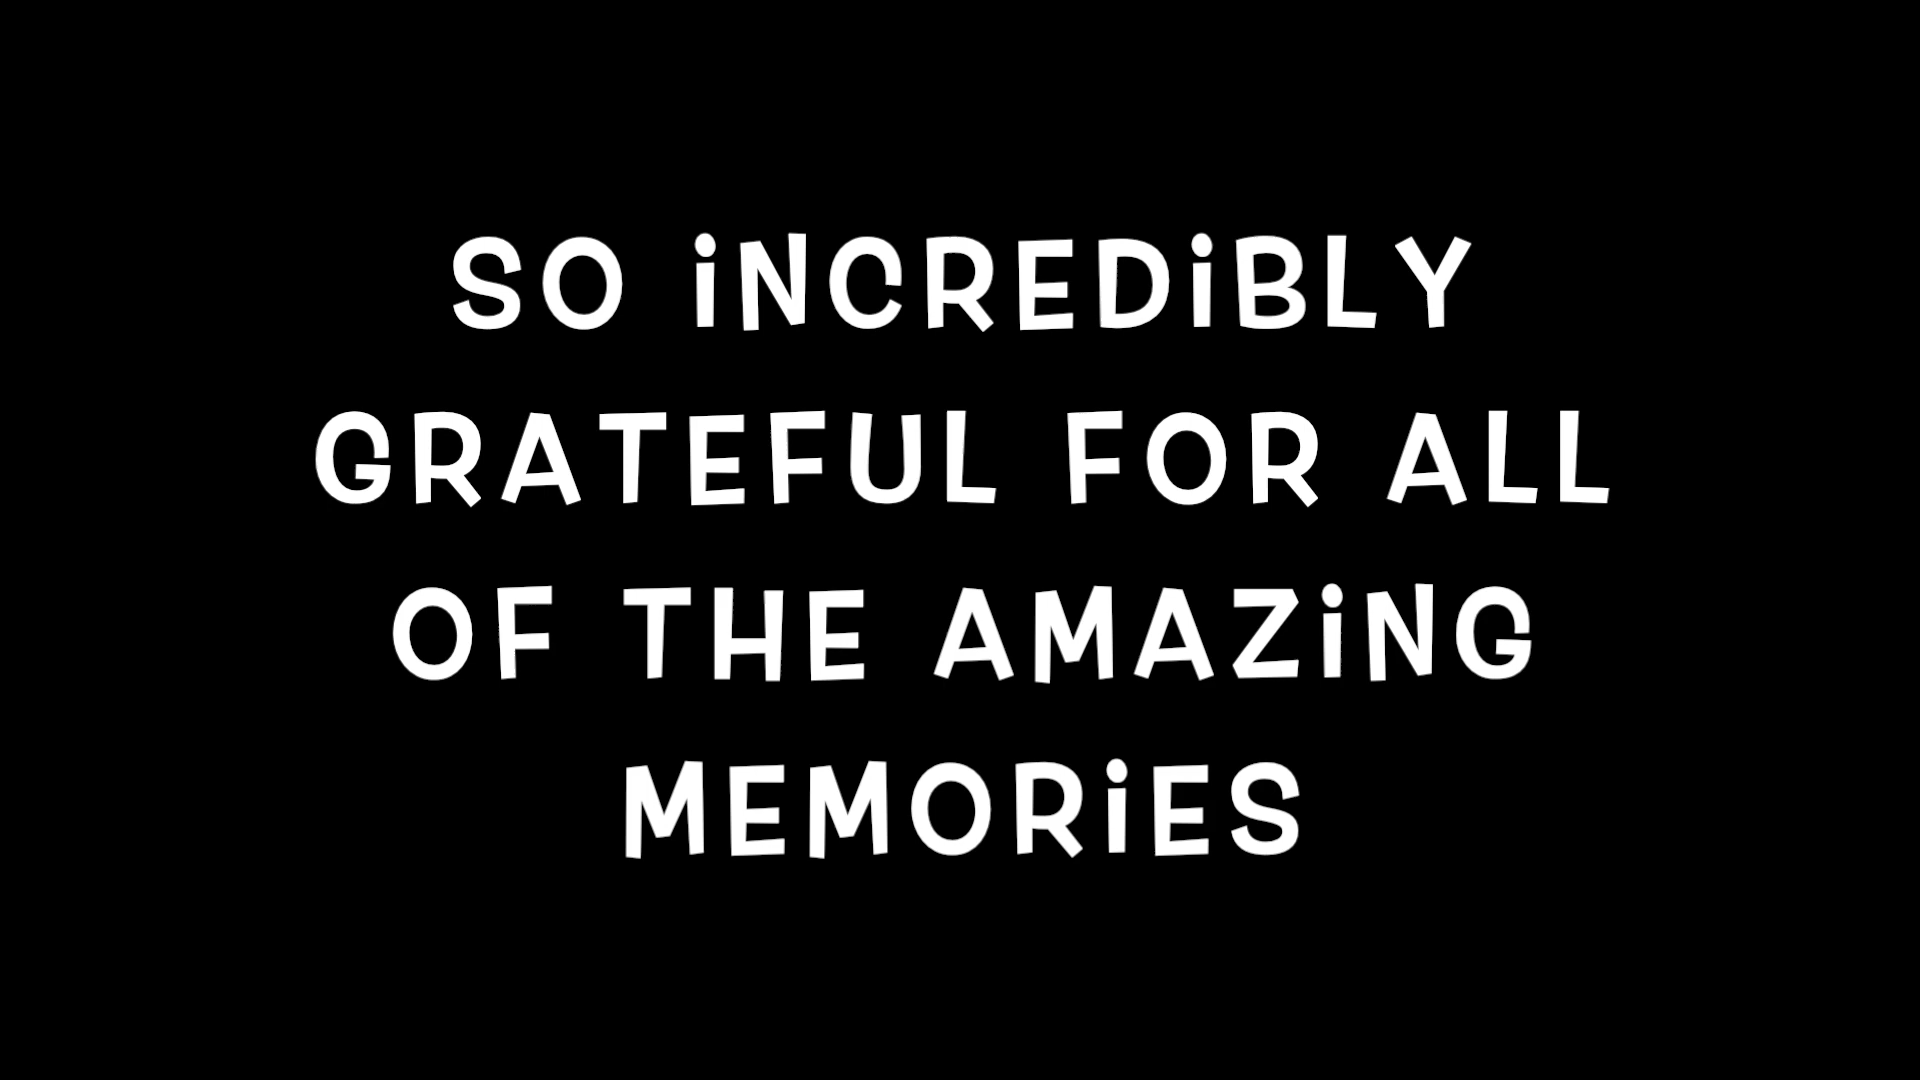 SO iNCREDiBLY
GRATEFUL FOR ALL
OF THE AMAZiNG
MEMORiES